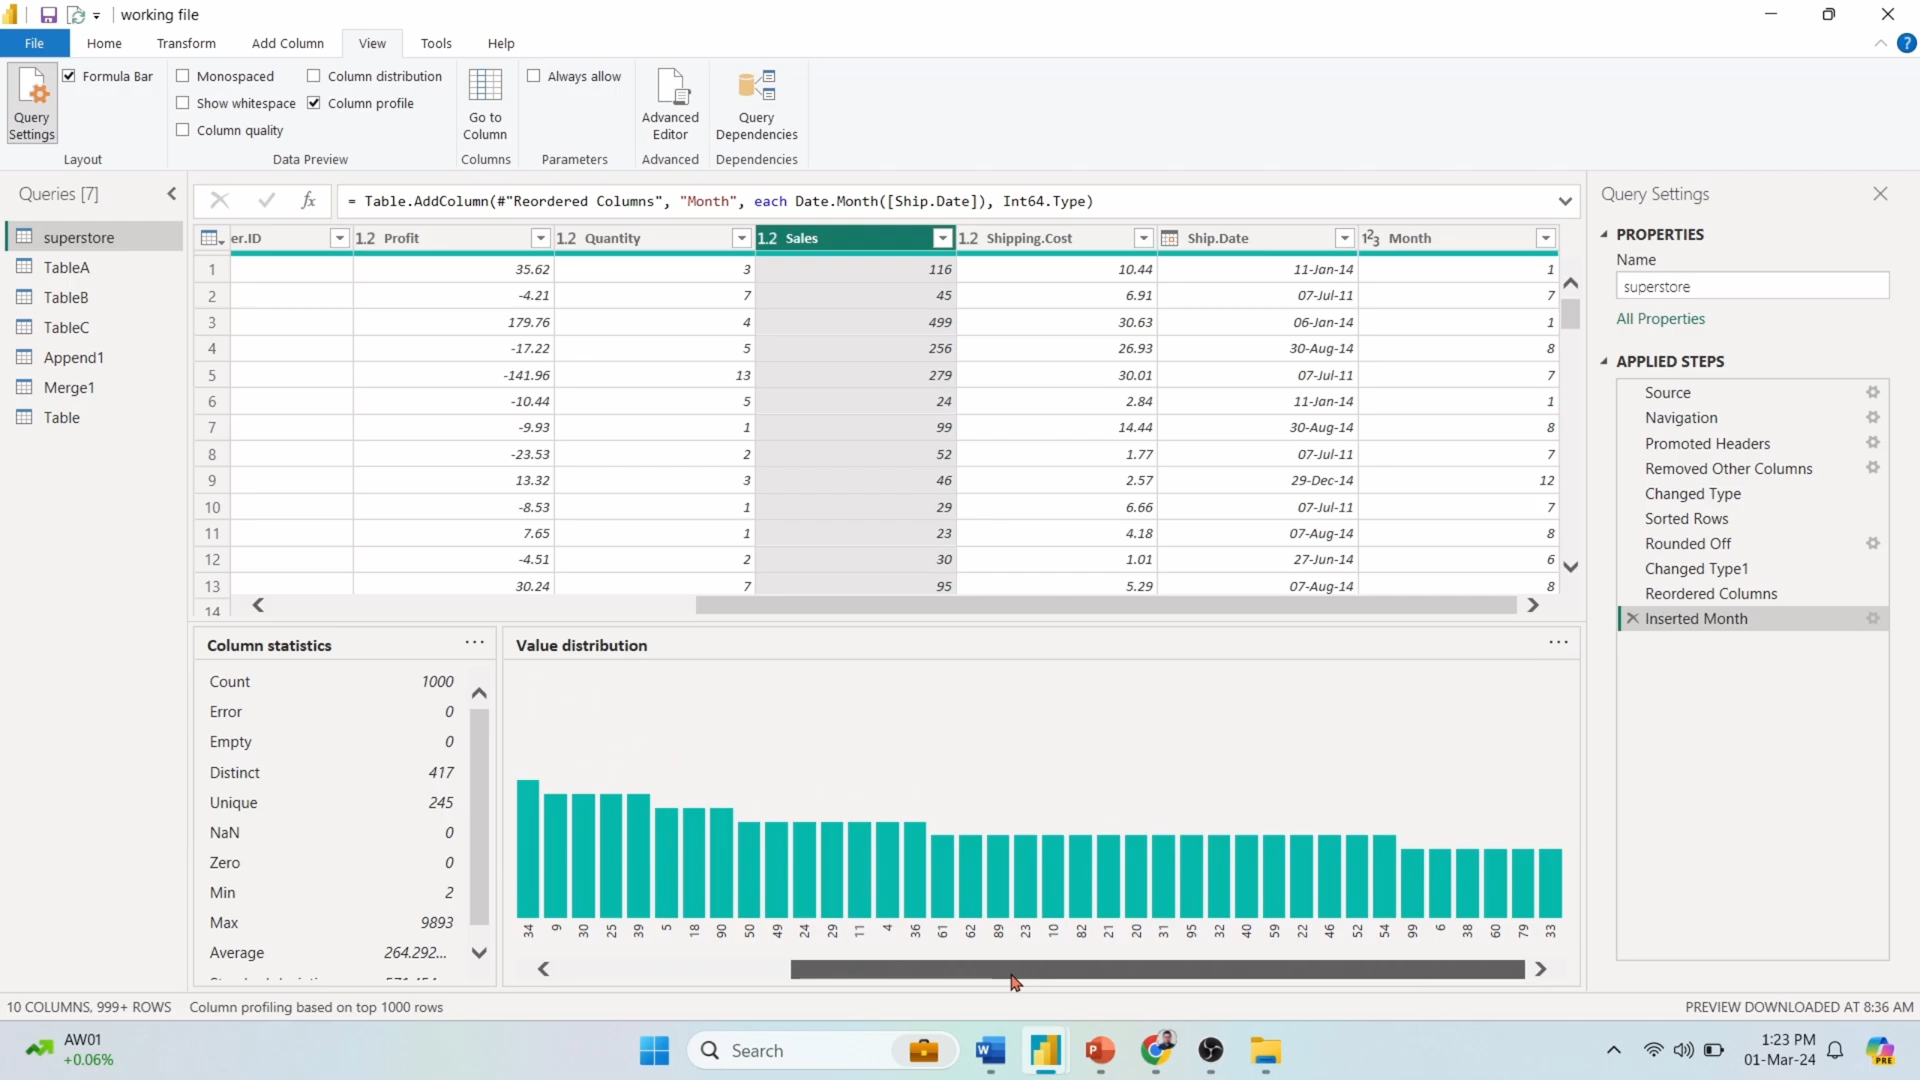 working file
File Home Transform Add Column View Tools Help
Formula Bar Monospaced Column distribution Always allow
Show whitespace Column profile
Query Settings Column quality Go to Column Advanced Editor Query Dependencies
Layout Data Preview Columns Parameters Advanced Dependencies
Queries [7]
fx = Table.AddColumn(#"Reordered Columns", "Month", each Date.Month([Ship.Date]), Int64.Type)
superstore
TableA
TableB
TableC
Append1
Merge1
Table
er.ID 1.2 Profit 1.2 Quantity 1.2 Sales 1.2 Shipping.Cost Ship.Date 123 Month
1 35.62 3 116 10.44 11-Jan-14 1
2 -4.21 7 45 6.91 07-Jul-11 7
3 179.76 4 499 30.63 06-Jan-14 1
4 -17.22 5 256 26.93 30-Aug-14 8
5 -141.96 13 279 30.01 07-Jul-11 7
6 -10.44 5 24 2.84 11-Jan-14 1
7 -9.93 1 99 14.44 30-Aug-14 8
8 -23.53 2 52 1.77 07-Jul-11 7
9 13.32 3 46 2.57 29-Dec-14 12
10 -8.53 1 29 6.66 07-Jul-11 7
11 7.65 1 23 4.18 07-Aug-14 8
12 -4.51 2 30 1.01 27-Jun-14 6
13 30.24 7 95 5.29 07-Aug-14 8
14
Column statistics
Count 1000
Error 0
Empty 0
Distinct 417
Unique 245
NaN 0
Zero 0
Min 2
Max 9893
Average 264.292...
Value distribution
34 9 30 25 39 5 18 90 50 49 24 29 11 4 36 61 62 89 23 10 82 21 20 31 95 32 40 59 22 46 52 54 99 6 38 60 79 33
Query Settings
PROPERTIES
Name
superstore
All Properties
APPLIED STEPS
Source
Navigation
Promoted Headers
Removed Other Columns
Changed Type
Sorted Rows
Rounded Off
Changed Type1
Reordered Columns
Inserted Month
10 COLUMNS, 999+ ROWS Column profiling based on top 1000 rows PREVIEW DOWNLOADED AT 8:36 AM
AW01
+0.06%
Search
1:23 PM
01-Mar-24
PRE